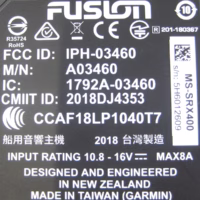 FUSION
10
R35724
RoHS
R 201-180367
FCC ID: IPH-03460
M/N: A03460
IC: 1792A-03460
CMIIT ID: 2018DJ4353
CCAF18LP1040T7
船用音響主機 2018 台灣製造
INPUT RATING 10.8 - 16V MAX8A
DESIGNED & ENGINEERED
IN NEW ZEALAND
MADE IN TAIWAN (GARMIN)
MS-SRX400
S/N: 5H6012609